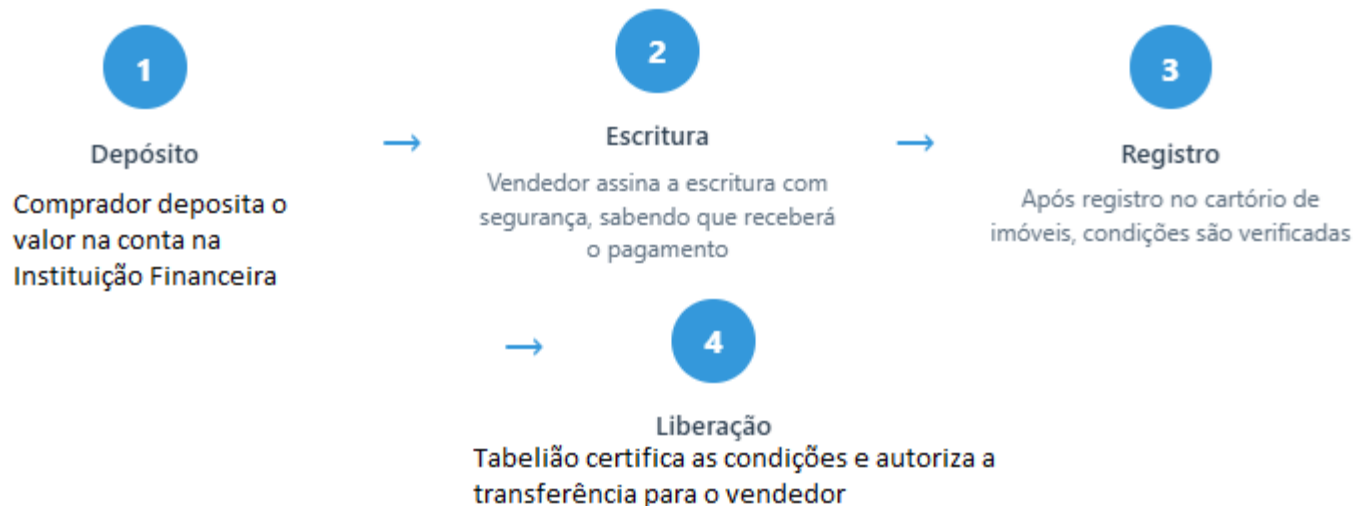 1
Depósito
Comprador deposita o
valor na conta na
Instituição Financeira
→
2
Escritura
Vendedor assina a escritura com
segurança, sabendo que receberá
o pagamento
→
3
Registro
Após registro no cartório de
imóveis, condições são verificadas
→
4
Liberação
Tabelião certifica as condições e autoriza a
transferência para o vendedor